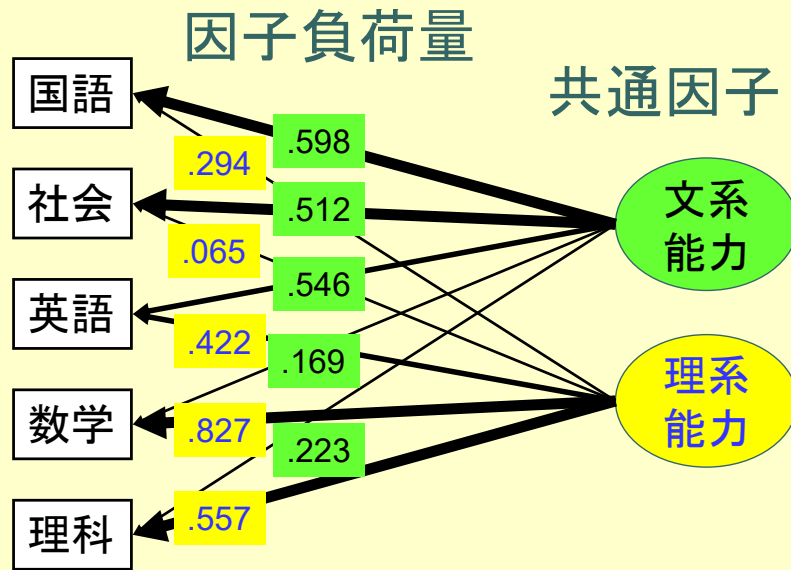 因子負荷量
共通因子
国語
社会
英語
数学
理科
.598
.294
.512
.065
.546
.422
.169
.827
.223
.557
文系
能力
理系
能力